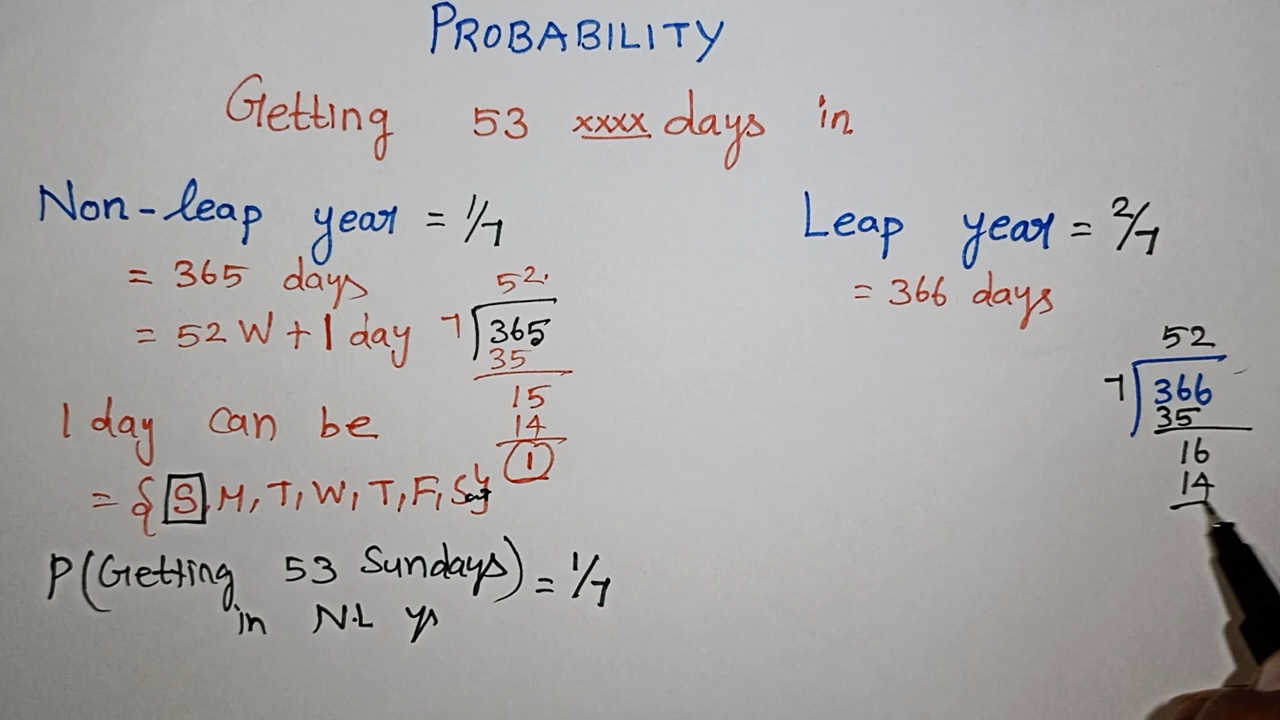 PROBABILITY
Getting 53 xxxx days in
Non-leap year = 1/7
= 365 days
= 52 W + 1 day
52.
7 365
35
15
14
1
1 day can be
= {S, M, T, W, T, F, Sat}
P(Getting 53 Sundays) = 1/7
in N.L yr
Leap year = 2/7
= 366 days
52
7 366
35
16
14